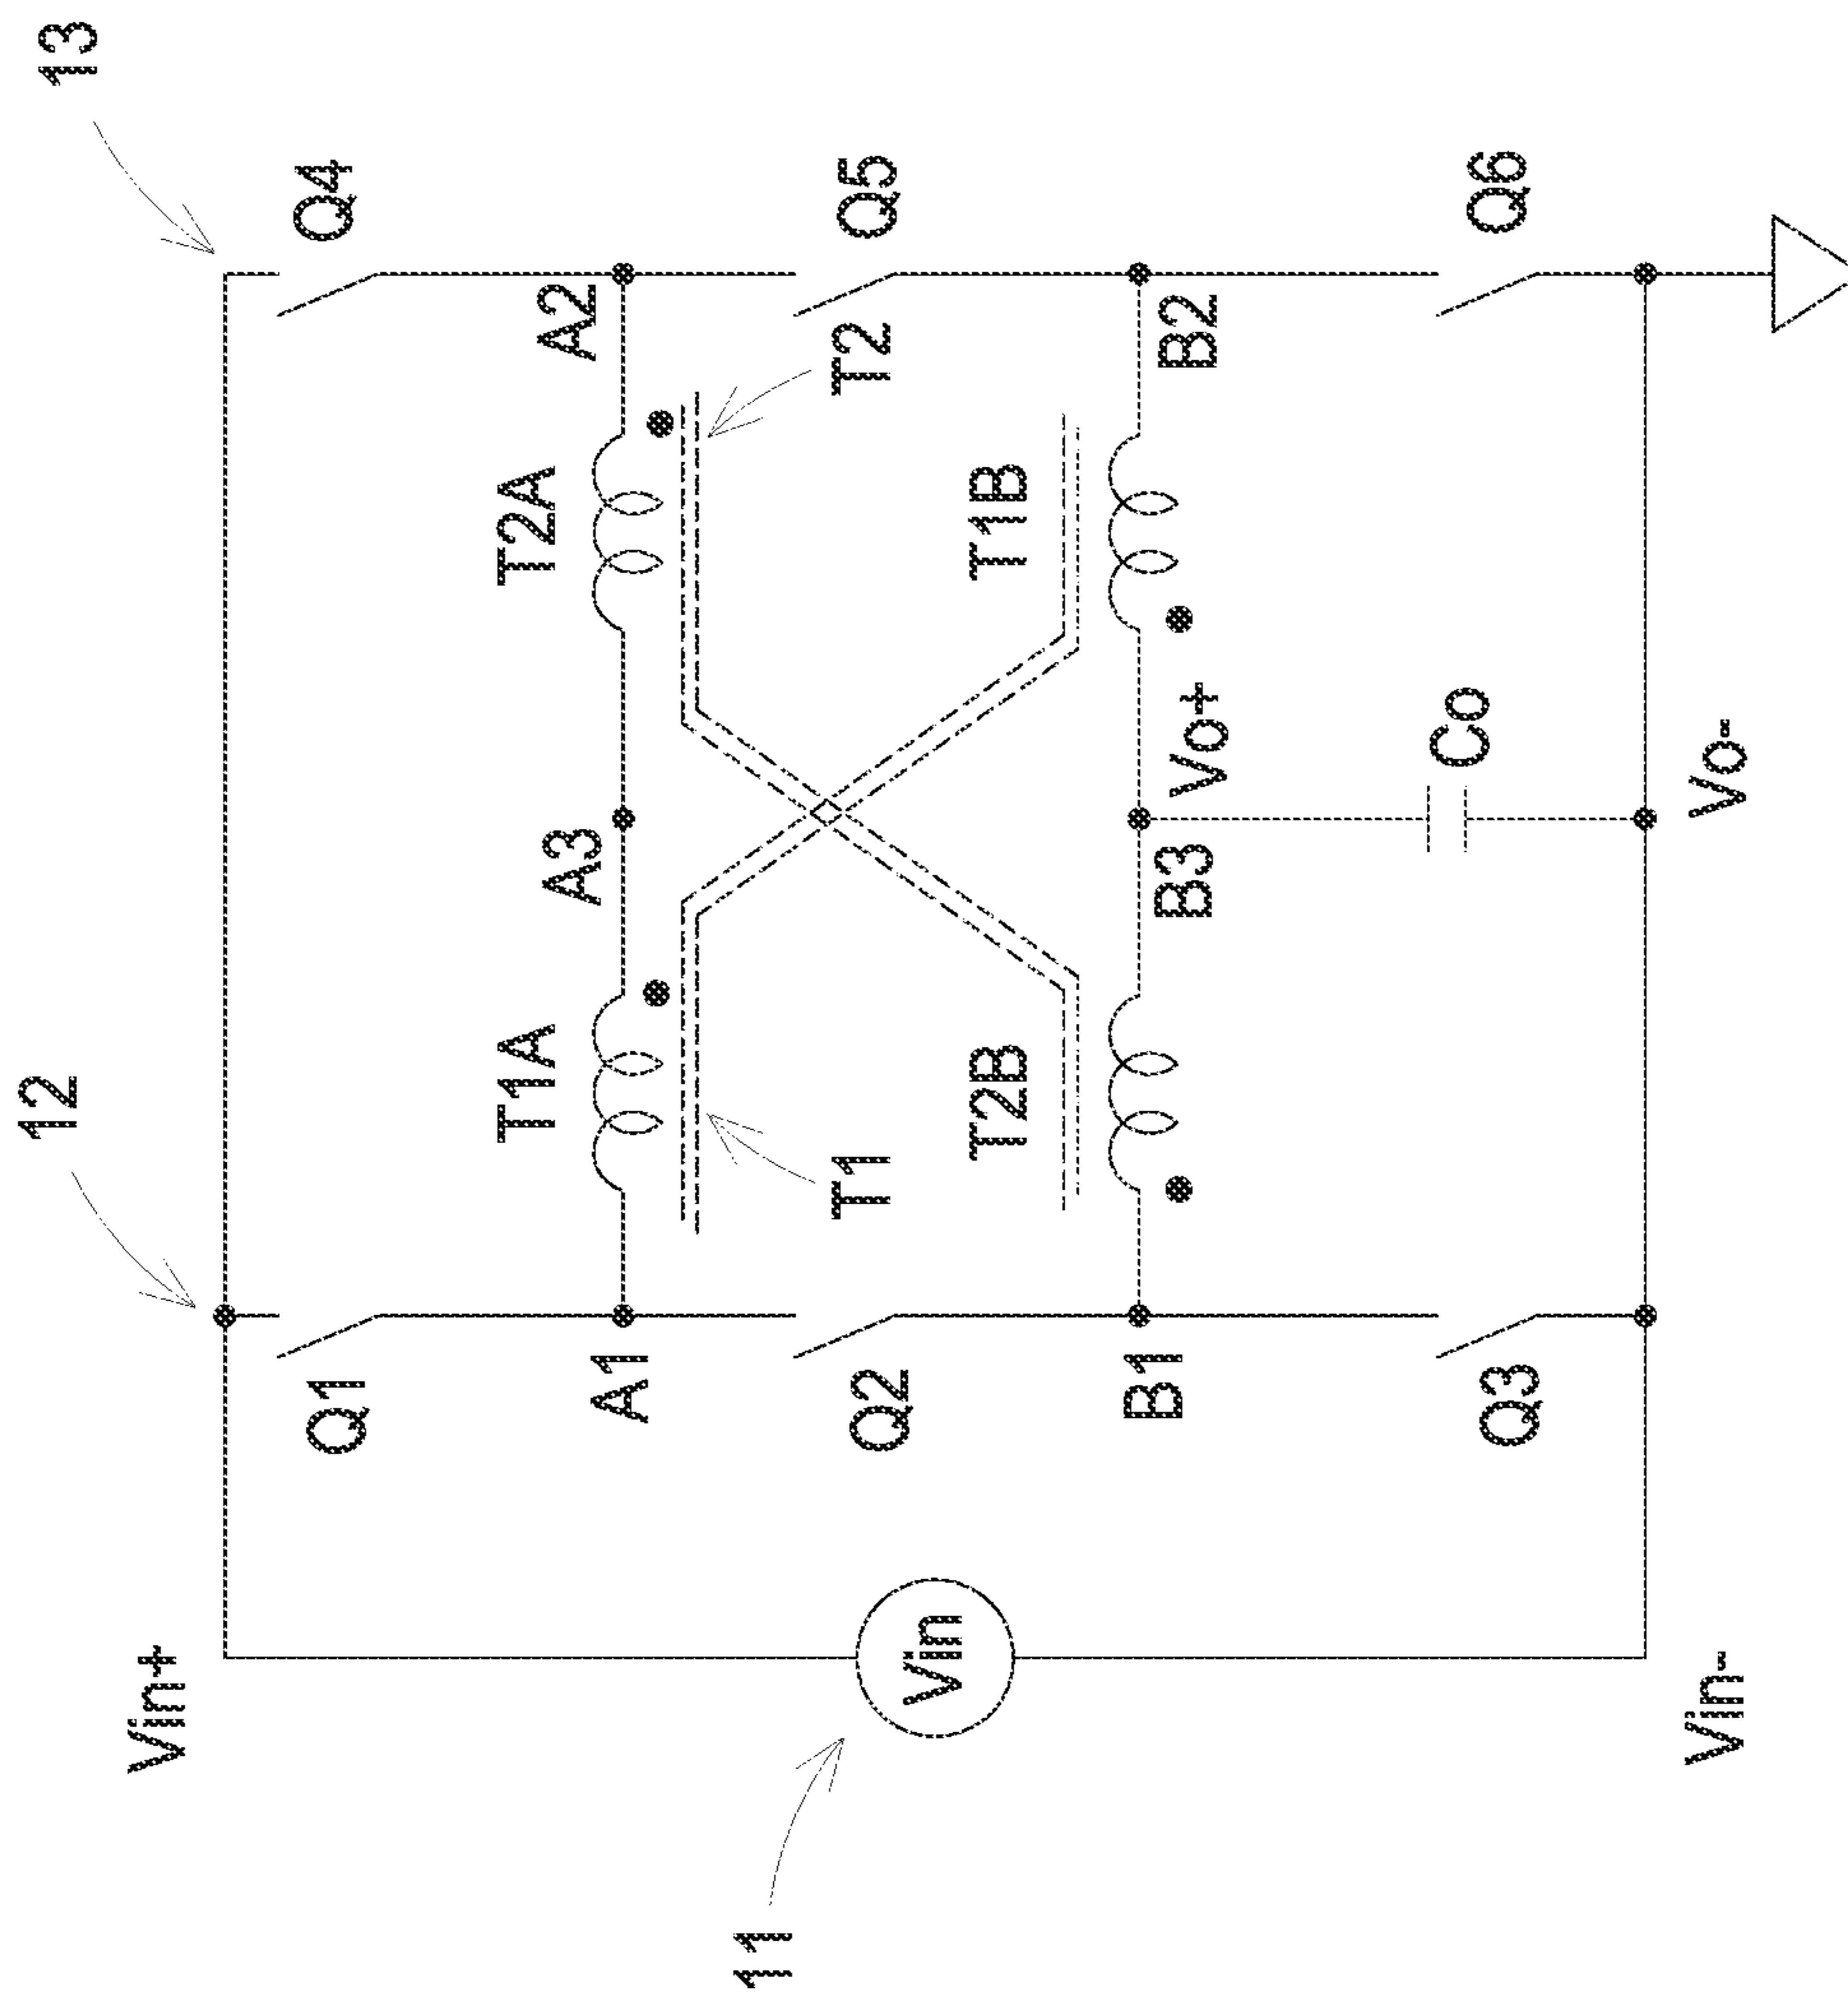 12
13
Vin+
Q1
Q4
T1A
T2A
A1
A3
A2
11
Vin
Q2
T1
T2
Q5
T2B
T1B
B1
B3
Vo+
B2
Q3
Co
Q6
Vin-
Vo-